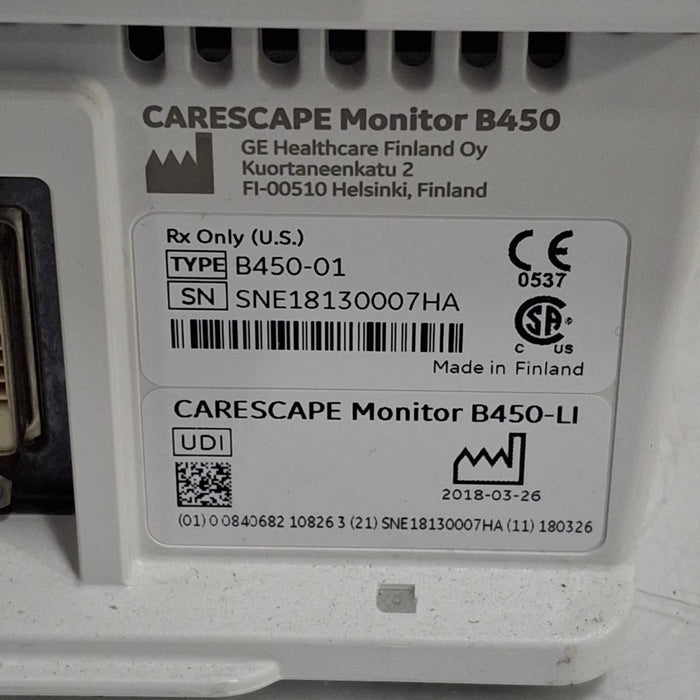 CARESCAPE Monitor B450
GE Healthcare Finland Oy
Kuortaneenkatu 2
FI-00510 Helsinki, Finland
Rx Only (U.S.)
TYPE B450-01
SN SNE18130007HA
CE
0537
SA
C US
Made in Finland
CARESCAPE Monitor B450-LI
UDI
2018-03-26
(01) 0 0840682 10826 3 (21) SNE18130007HA (11) 180326